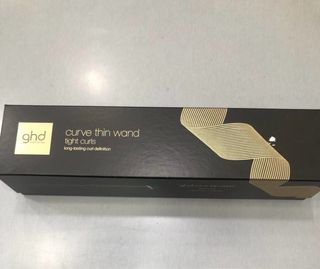 ghd
curve thin wand
tight curls
long-lasting curl definition